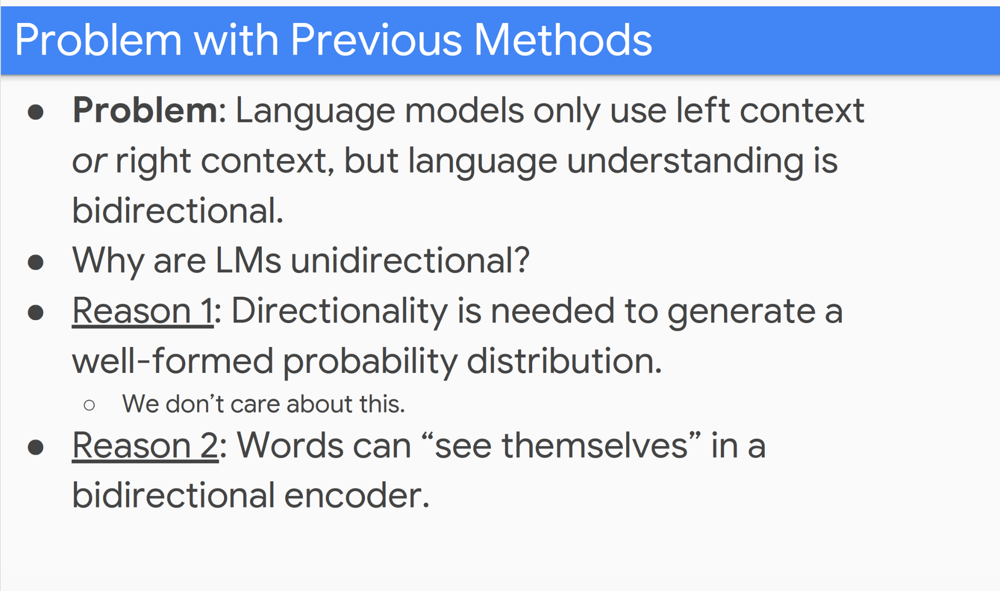 Problem with Previous Methods
● Problem: Language models only use left context
or right context, but language understanding is
bidirectional.
● Why are LMs unidirectional?
● Reason 1: Directionality is needed to generate a
well-formed probability distribution.
○ We don’t care about this.
● Reason 2: Words can “see themselves” in a
bidirectional encoder.